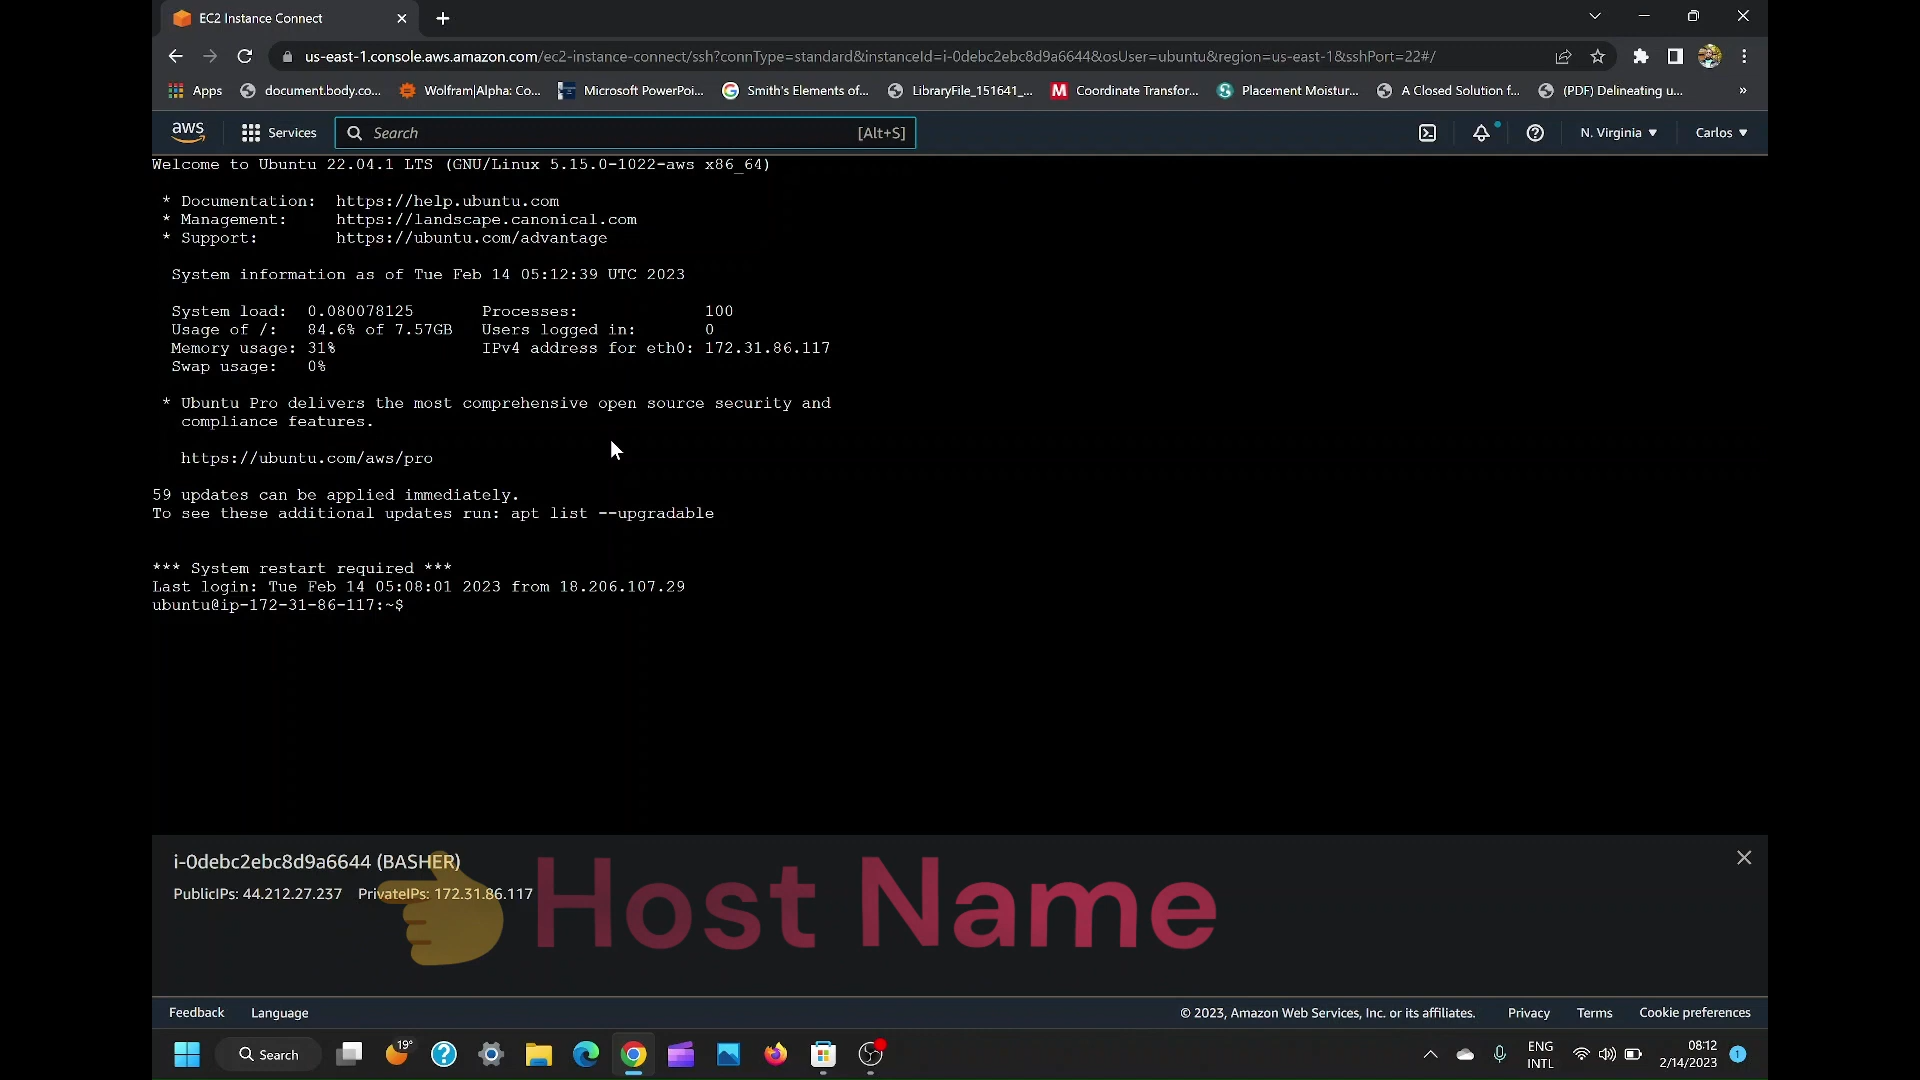 EC2 Instance Connect
us-east-1.console.aws.amazon.com/ec2-instance-connect/ssh?connType=standard&instanceId=i-0debc2ebc8d9a6644&osUser=ubuntu&region=us-east-1&sshPort=22#/
Apps document.body.co... Wolfram|Alpha: Co... Microsoft PowerPoi... Smith's Elements of... LibraryFile_151641_... Coordinate Transfor... Placement Moistur... A Closed Solution f... (PDF) Delineating u... »
aws Services Search [Alt+S] N. Virginia Carlos
Welcome to Ubuntu 22.04.1 LTS (GNU/Linux 5.15.0-1022-aws x86_64)
* Documentation: https://help.ubuntu.com
* Management: https://landscape.canonical.com
* Support: https://ubuntu.com/advantage
System information as of Tue Feb 14 05:12:39 UTC 2023
System load: 0.080078125 Processes: 100
Usage of /: 84.6% of 7.57GB Users logged in: 0
Memory usage: 31% IPv4 address for eth0: 172.31.86.117
Swap usage: 0%
* Ubuntu Pro delivers the most comprehensive open source security and
compliance features.
https://ubuntu.com/aws/pro
59 updates can be applied immediately.
To see these additional updates run: apt list --upgradable
*** System restart required ***
Last login: Tue Feb 14 05:08:01 2023 from 18.206.107.29
ubuntu@ip-172-31-86-117:~$
i-0debc2ebc8d9a6644 (BASHER)
PublicIPs: 44.212.27.237 PrivateIPs: 172.31.86.117
Host Name
Feedback Language © 2023, Amazon Web Services, Inc. or its affiliates. Privacy Terms Cookie preferences
Search 19° ENG 08:12
INTL 2/14/2023 1